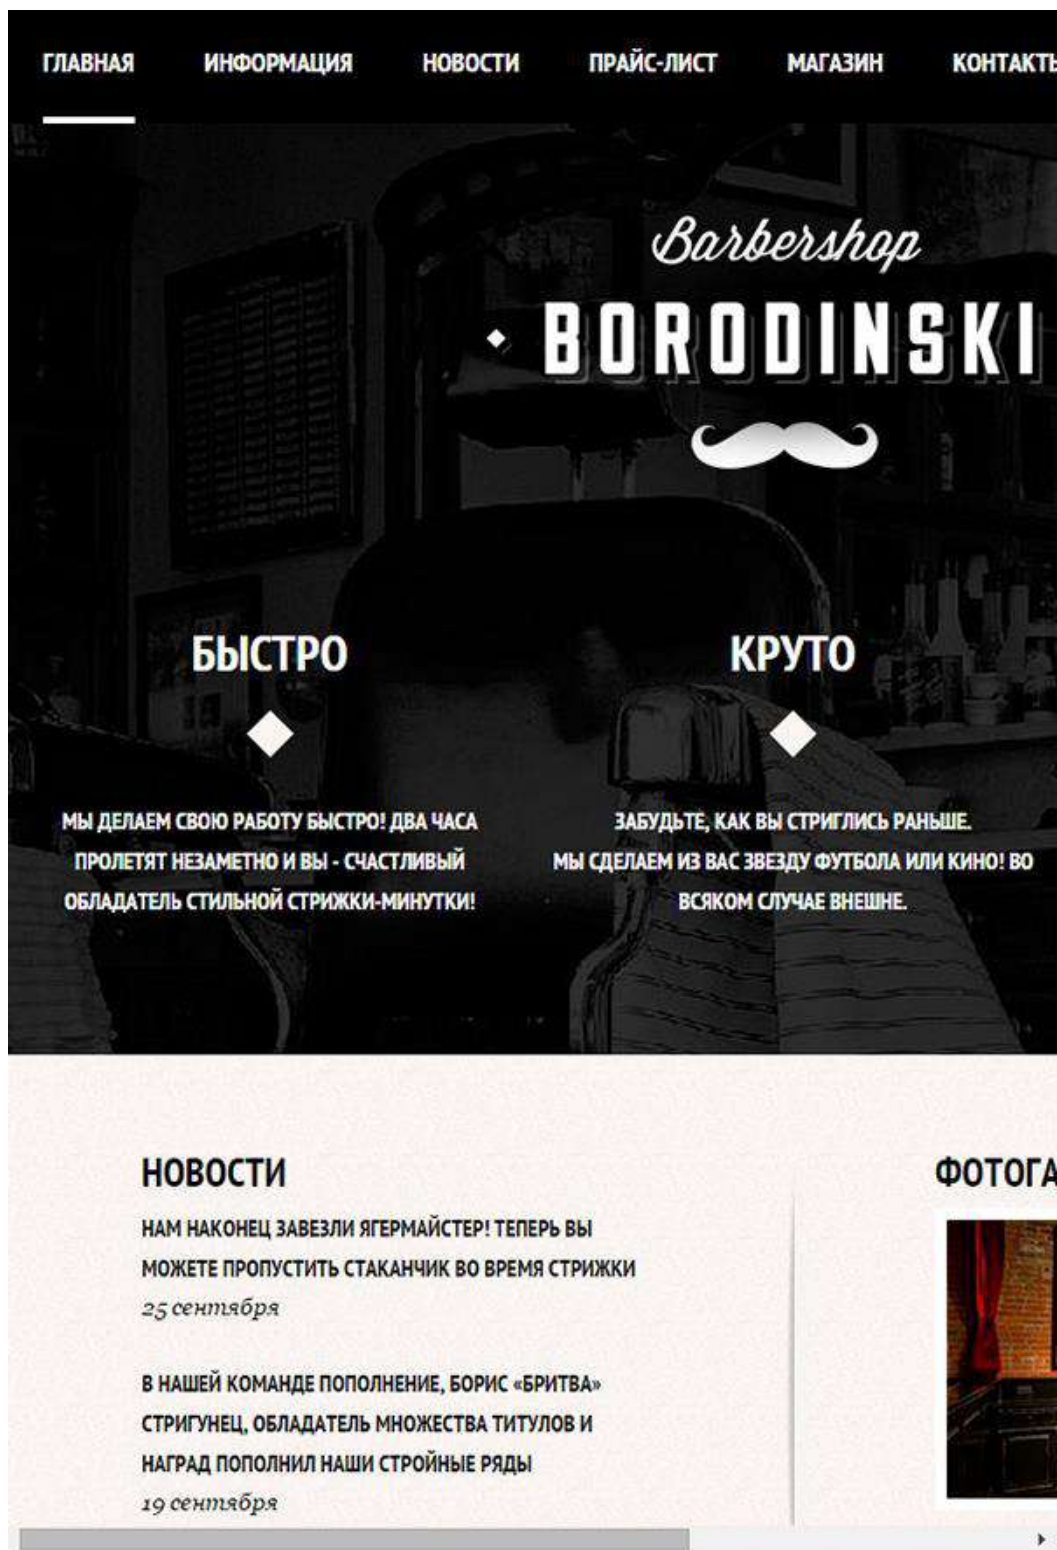 ГЛАВНАЯ ИНФОРМАЦИЯ НОВОСТИ ПРАЙС-ЛИСТ МАГАЗИН КОНТАКТЫ
Barbershop
BORODINSKI
БЫСТРО
МЫ ДЕЛАЕМ СВОЮ РАБОТУ БЫСТРО! ДВА ЧАСА
ПРОЛЕТЯТ НЕЗАМЕТНО И ВЫ - СЧАСТЛИВЫЙ
ОБЛАДАТЕЛЬ СТИЛЬНОЙ СТРИЖКИ-МИНУТКИ!
КРУТО
ЗАБУДЬТЕ, КАК ВЫ СТРИГЛИСЬ РАНЬШЕ.
МЫ СДЕЛАЕМ ИЗ ВАС ЗВЕЗДУ ФУТБОЛА ИЛИ КИНО! ВО
ВСЯКОМ СЛУЧАЕ ВНЕШНЕ.
НОВОСТИ
НАМ НАКОНЕЦ ЗАВЕЗЛИ ЯГЕРМАЙСТЕР! ТЕПЕРЬ ВЫ
МОЖЕТЕ ПРОПУСТИТЬ СТАКАНЧИК ВО ВРЕМЯ СТРИЖКИ
25 сентября
В НАШЕЙ КОМАНДЕ ПОПОЛНЕНИЕ, БОРИС «БРИТВА»
СТРИГУНЕЦ, ОБЛАДАТЕЛЬ МНОЖЕСТВА ТИТУЛОВ И
НАГРАД ПОПОЛНИЛ НАШИ СТРОЙНЫЕ РЯДЫ
19 сентября
ФОТОГА